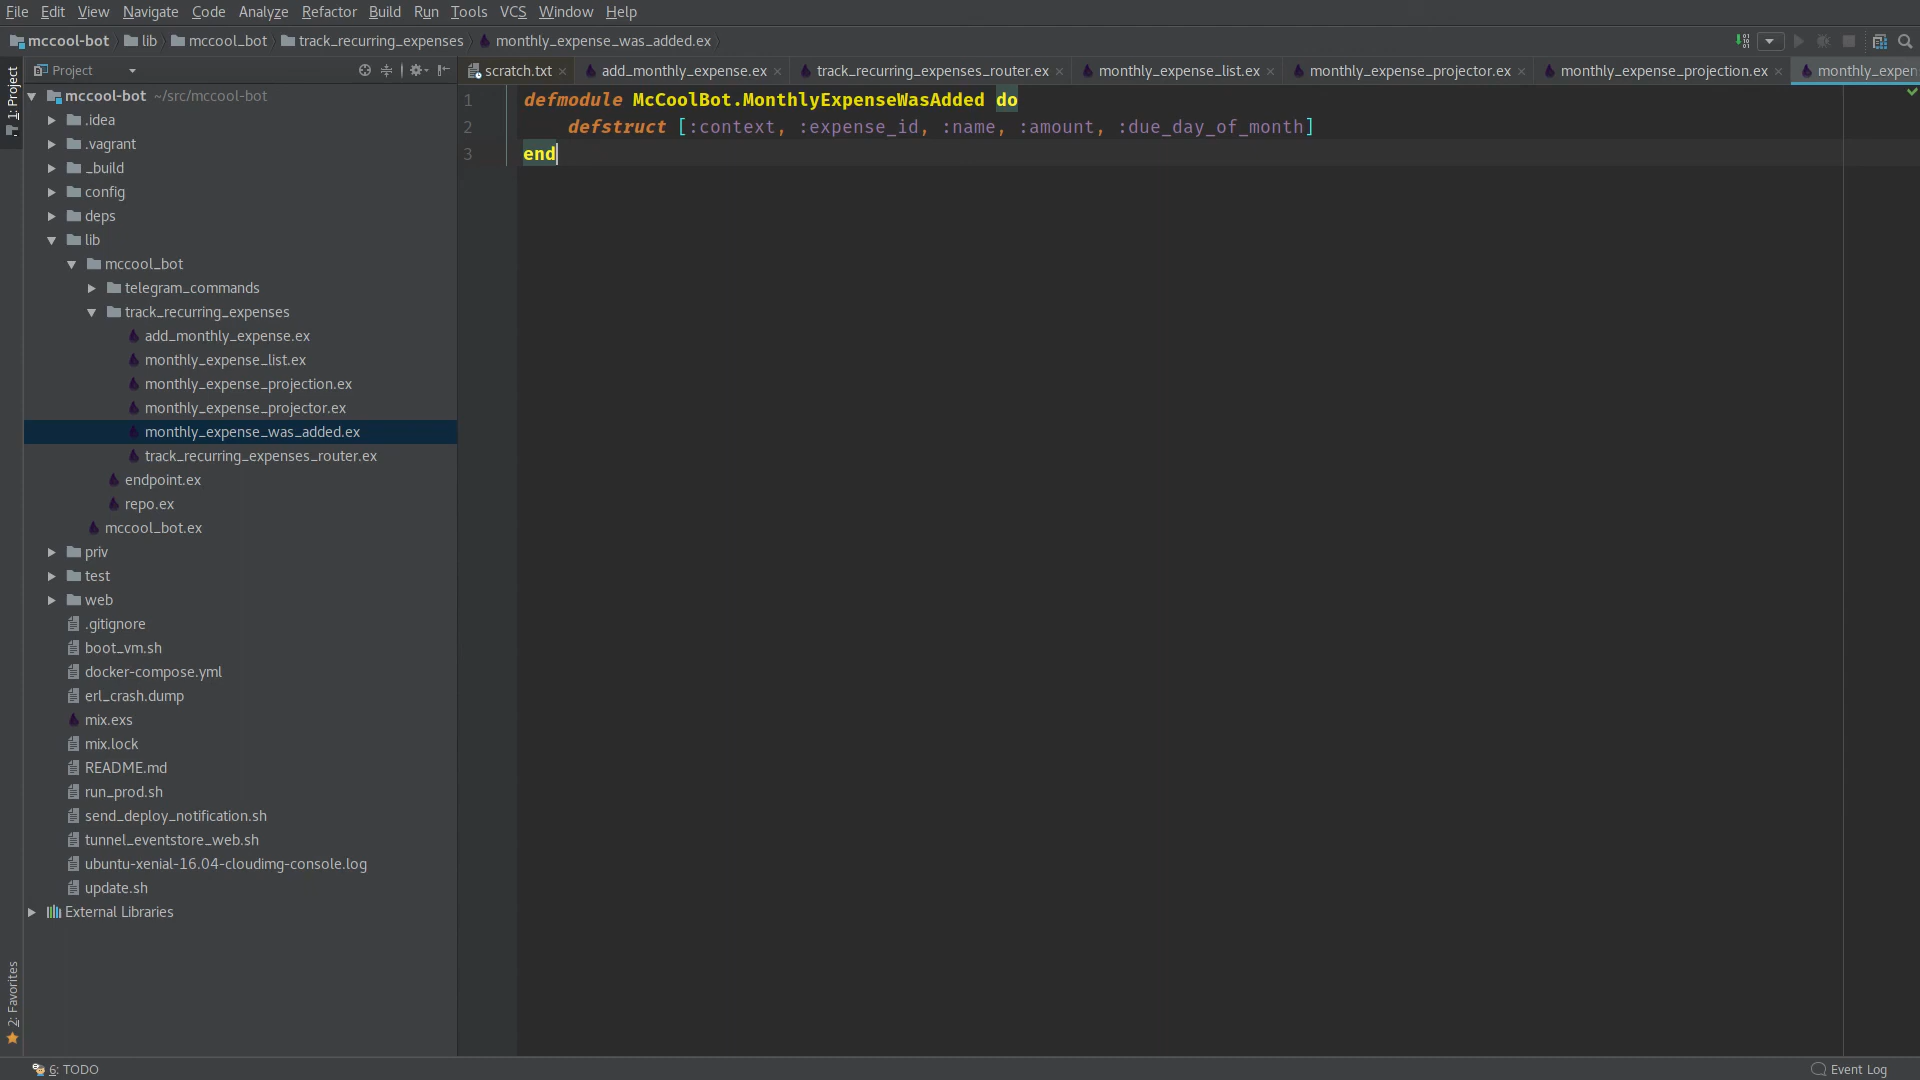 File Edit View Navigate Code Analyze Refactor Build Run Tools VCS Window Help
mccool-bot lib mccool_bot track_recurring_expenses monthly_expense_was_added.ex
Project
scratch.txt add_monthly_expense.ex track_recurring_expenses_router.ex monthly_expense_list.ex monthly_expense_projector.ex monthly_expense_projection.ex monthly_expen
1: Project
mccool-bot ~/src/mccool-bot
.idea
.vagrant
_build
config
deps
lib
mccool_bot
telegram_commands
track_recurring_expenses
add_monthly_expense.ex
monthly_expense_list.ex
monthly_expense_projection.ex
monthly_expense_projector.ex
monthly_expense_was_added.ex
track_recurring_expenses_router.ex
endpoint.ex
repo.ex
mccool_bot.ex
priv
test
web
.gitignore
boot_vm.sh
docker-compose.yml
erl_crash.dump
mix.exs
mix.lock
README.md
run_prod.sh
send_deploy_notification.sh
tunnel_eventstore_web.sh
ubuntu-xenial-16.04-cloudimg-console.log
update.sh
External Libraries
1 defmodule McCoolBot.MonthlyExpenseWasAdded do
2 defstruct [:context, :expense_id, :name, :amount, :due_day_of_month]
3 end
2: Favorites
6: TODO
Event Log